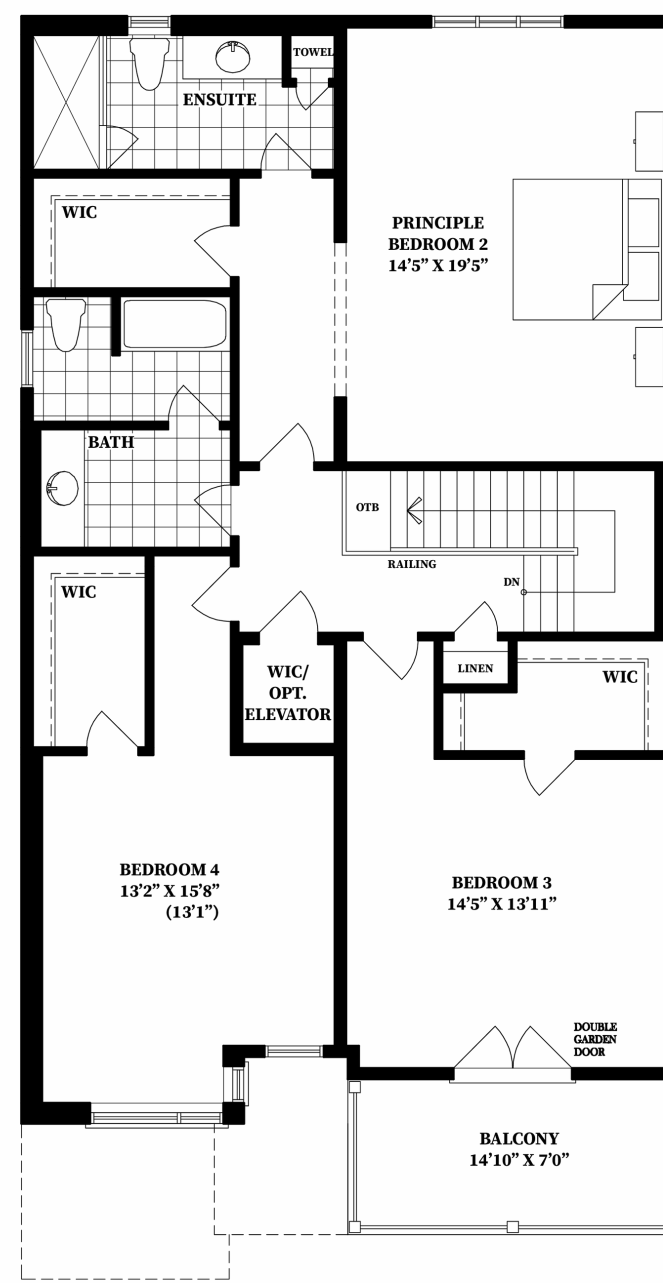 TOWEL
ENSUITE
WIC
PRINCIPLE
BEDROOM 2
14'5" X 19'5"
BATH
OTB
RAILING
DN
WIC
LINEN
WIC/
OPT.
ELEVATOR
WIC
BEDROOM 4
13'2" X 15'8"
(13'1")
BEDROOM 3
14'5" X 13'11"
DOUBLE
GARDEN
DOOR
BALCONY
14'10" X 7'0"